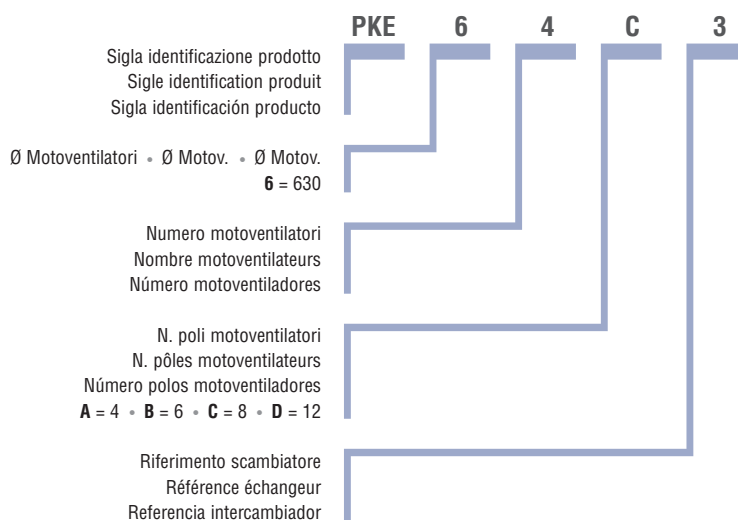 PKE 6 4 C 3
Sigla identificazione prodotto
Sigle identification produit
Sigla identificación producto
Ø Motoventilatori • Ø Motov. • Ø Motov.
6 = 630
Numero motoventilatori
Nombre motoventilateurs
Número motoventiladores
N. poli motoventilatori
N. pôles motoventilateurs
Número polos motoventiladores
A = 4 • B = 6 • C = 8 • D = 12
Riferimento scambiatore
Référence échangeur
Referencia intercambiador